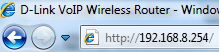 D-Link VoIP Wireless Router - Window
http://192.168.8.254/